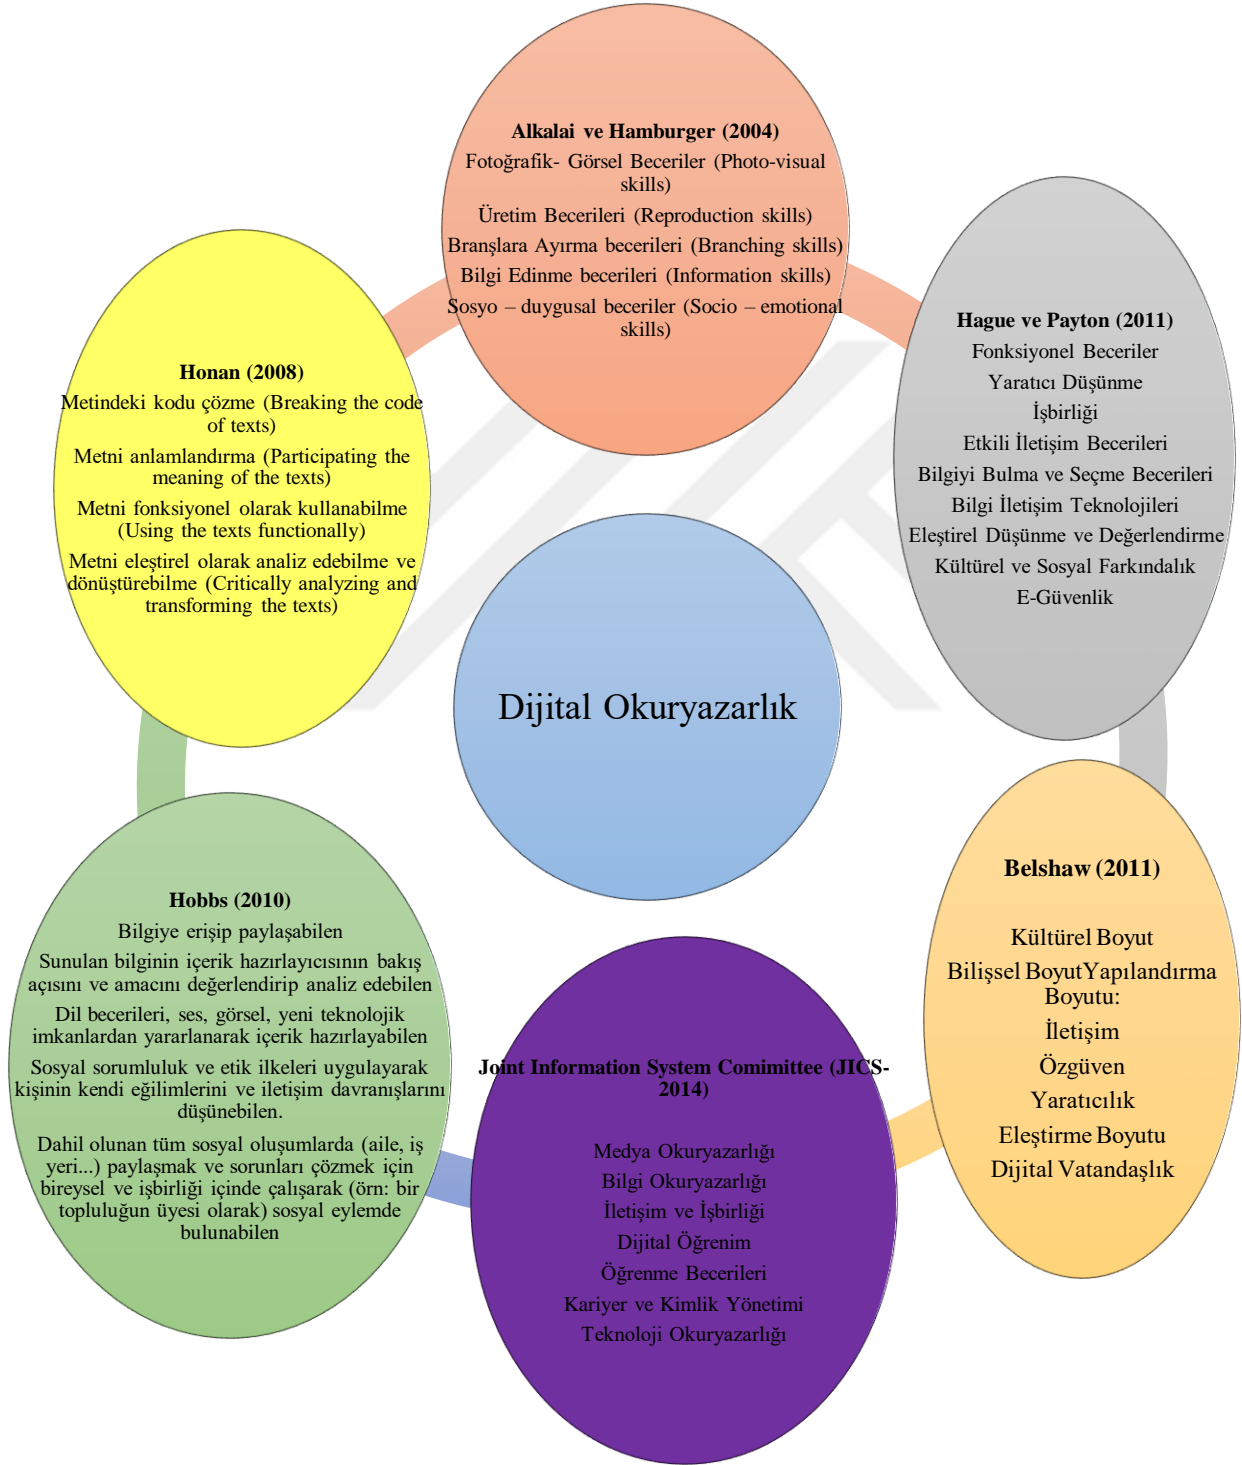 Alkalai ve Hamburger (2004)
Fotoğrafik- Görsel Beceriler (Photo-visual
skills)
Üretim Becerileri (Reproduction skills)
Branşlara Ayırma becerileri (Branching skills)
Bilgi Edinme becerileri (Information skills)
Sosyo – duygusal beceriler (Socio – emotional
skills)
Hague ve Payton (2011)
Fonksiyonel Beceriler
Yaratıcı Düşünme
İşbirliği
Etkili İletişim Becerileri
Bilgiyi Bulma ve Seçme Becerileri
Bilgi İletişim Teknolojileri
Eleştirel Düşünme ve Değerlendirme
Kültürel ve Sosyal Farkındalık
E-Güvenlik
Belshaw (2011)
Kültürel Boyut
Bilişsel BoyutYapılandırma
Boyutu:
İletişim
Özgüven
Yaratıcılık
Eleştirme Boyutu
Dijital Vatandaşlık
Joint Information System Comimittee (JICS-
2014)
Medya Okuryazarlığı
Bilgi Okuryazarlığı
İletişim ve İşbirliği
Dijital Öğrenim
Öğrenme Becerileri
Kariyer ve Kimlik Yönetimi
Teknoloji Okuryazarlığı
Hobbs (2010)
Bilgiye erişip paylaşabilen
Sunulan bilginin içerik hazırlayıcısının bakış
açısını ve amacını değerlendirip analiz edebilen
Dil becerileri, ses, görsel, yeni teknolojik
imkanlardan yararlanarak içerik hazırlayabilen
Sosyal sorumluluk ve etik ilkeleri uygulayarak
kişinin kendi eğilimlerini ve iletişim davranışlarını
düşünebilen.
Dahil olunan tüm sosyal oluşumlarda (aile, iş
yeri...) paylaşmak ve sorunları çözmek için
bireysel ve işbirliği içinde çalışarak (örn: bir
topluluğun üyesi olarak) sosyal eylemde
bulunabilen
Honan (2008)
Metindeki kodu çözme (Breaking the code
of texts)
Metni anlamlandırma (Participating the
meaning of the texts)
Metni fonksiyonel olarak kullanabilme
(Using the texts functionally)
Metni eleştirel olarak analiz edebilme ve
dönüştürebilme (Critically analyzing and
transforming the texts)
Dijital Okuryazarlık